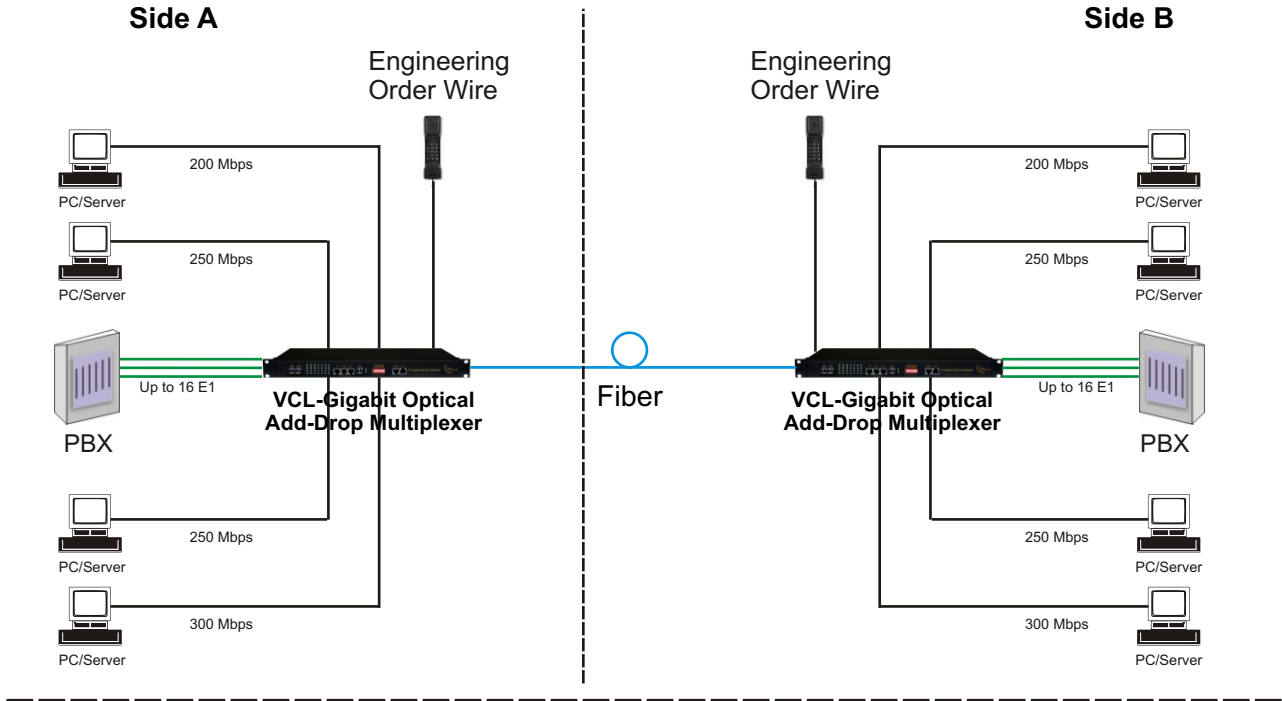 Side A
Side B
Engineering
Order Wire
Engineering
Order Wire
200 Mbps
200 Mbps
PC/Server
PC/Server
250 Mbps
250 Mbps
PC/Server
PC/Server
Up to 16 E1
Up to 16 E1
VCL-Gigabit Optical
Add-Drop Multiplexer
Fiber
VCL-Gigabit Optical
Add-Drop Multiplexer
PBX
PBX
250 Mbps
250 Mbps
PC/Server
PC/Server
300 Mbps
300 Mbps
PC/Server
PC/Server